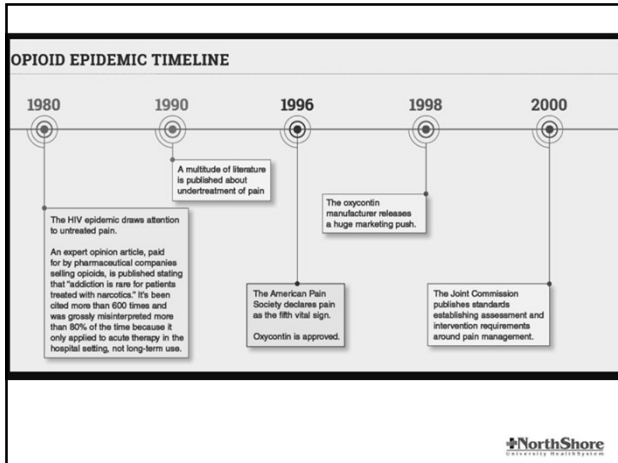 OPIOID EPIDEMIC TIMELINE
1980
1990
1996
1998
2000
The HIV epidemic draws attention
to untreated pain.
An expert opinion article, paid
for by pharmaceutical companies
selling opioids, is published stating
that "addiction is rare for patients
treated with narcotics." It's been
cited more than 600 times and
was grossly misinterpreted more
than 80% of the time because it
only applied to acute therapy in the
hospital setting, not long-term use.
A multitude of literature
is published about
undertreatment of pain
The American Pain
Society declares pain
as the fifth vital sign.
Oxycontin is approved.
The oxycontin
manufacturer releases
a huge marketing push.
The Joint Commission
publishes standards
establishing assessment and
intervention requirements
around pain management.
NorthShore
University HealthSystem